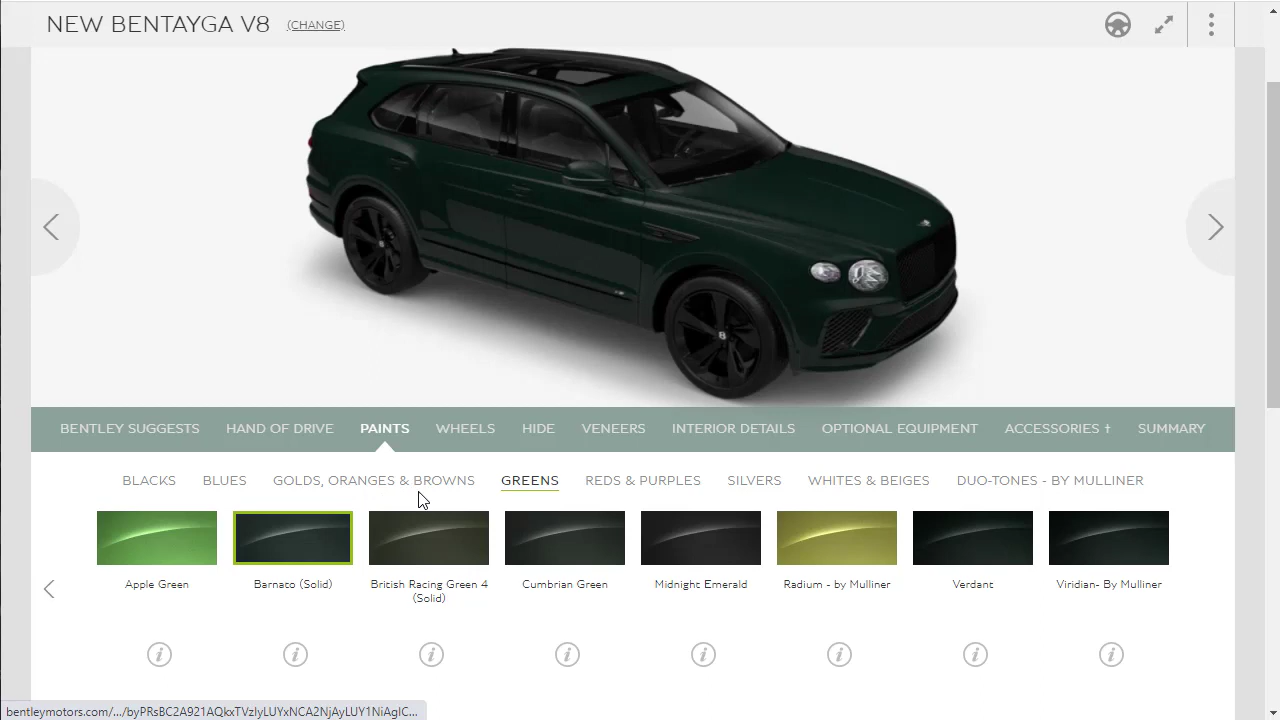 NEW BENTAYGA V8 (CHANGE)
BENTLEY SUGGESTS HAND OF DRIVE PAINTS WHEELS HIDE VENEERS INTERIOR DETAILS OPTIONAL EQUIPMENT ACCESSORIES † SUMMARY
BLACKS BLUES GOLDS, ORANGES & BROWNS GREENS REDS & PURPLES SILVERS WHITES & BEIGES DUO-TONES - BY MULLINER
Apple Green Barnato (Solid) British Racing Green 4 Cumbrian Green Midnight Emerald Radium - by Mulliner Verdant Viridian- By Mulliner
(Solid)
bentleymotors.com/.../byPRsBC2A921AQkxTVzIyLUYxNCA2NjAyLUY1NiAgIC...